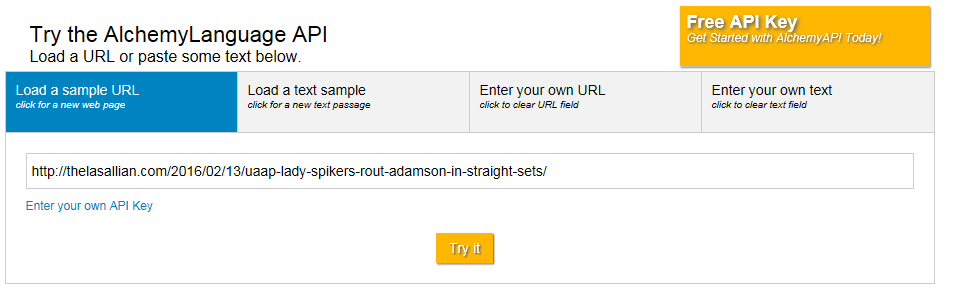 Try the AlchemyLanguage API
Load a URL or paste some text below.
Free API Key
Get Started with AlchemyAPI Today!
Load a sample URL
click for a new web page
Load a text sample
click for a new text passage
Enter your own URL
click to clear URL field
Enter your own text
click to clear text field
http://thelasallian.com/2016/02/13/uaap-lady-spikers-rout-adamson-in-straight-sets/
Enter your own API Key
Try it